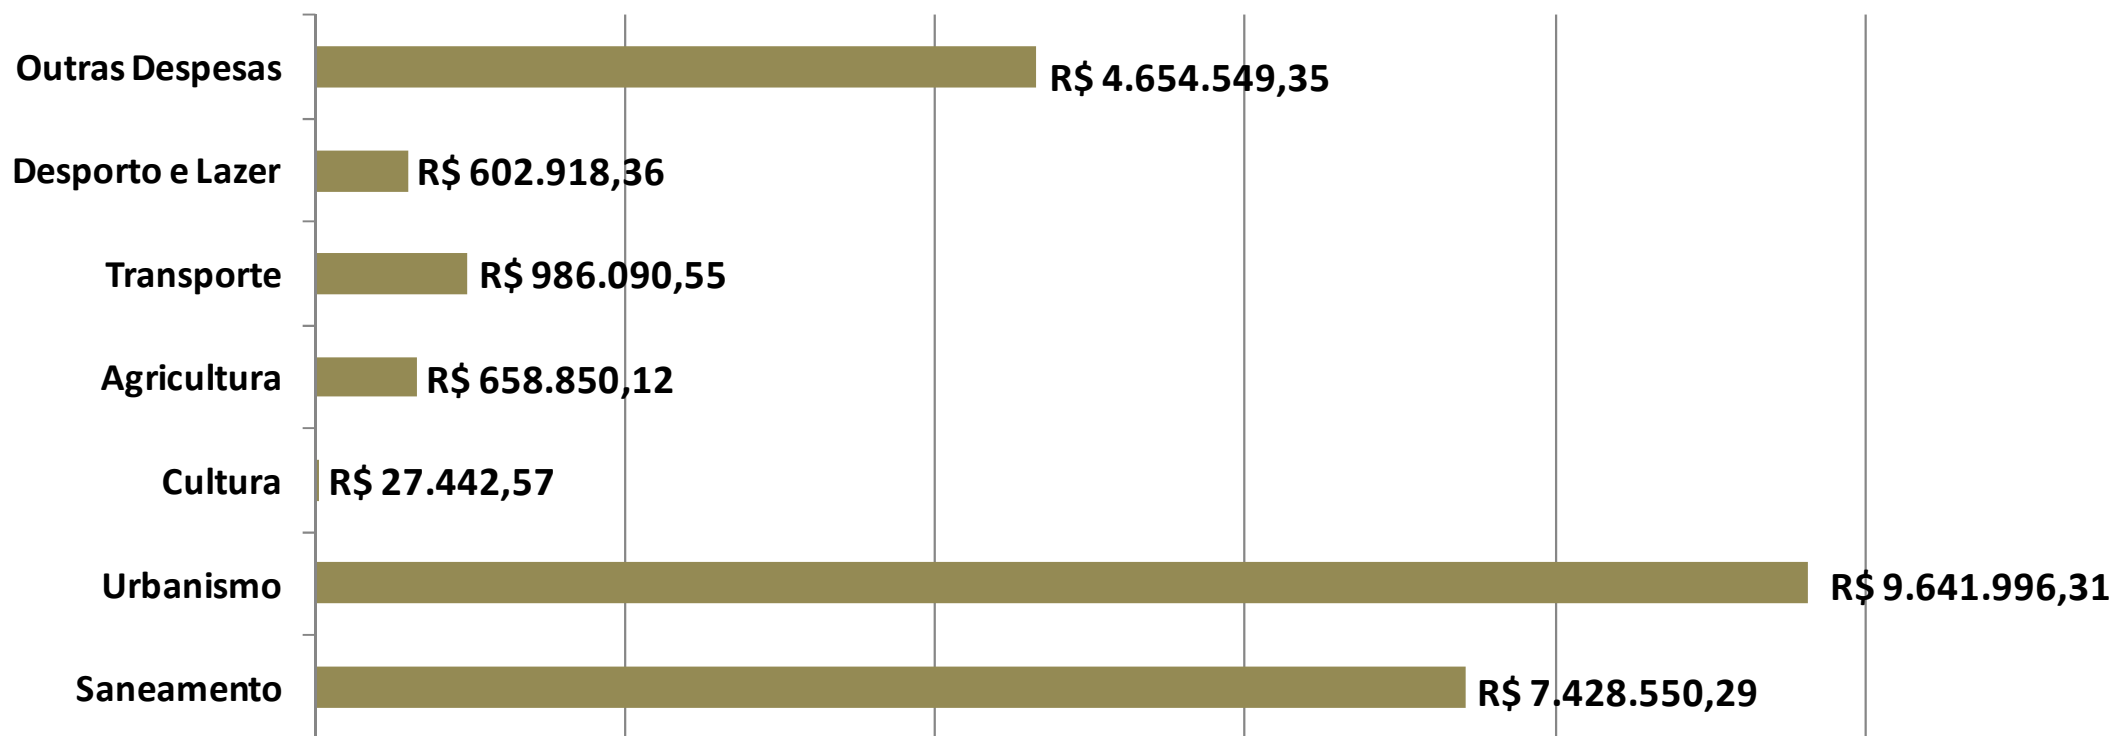 Outras Despesas R$ 4.654.549,35
Desporto e Lazer R$ 602.918,36
Transporte R$ 986.090,55
Agricultura R$ 658.850,12
Cultura R$ 27.442,57
Urbanismo R$ 9.641.996,31
Saneamento R$ 7.428.550,29